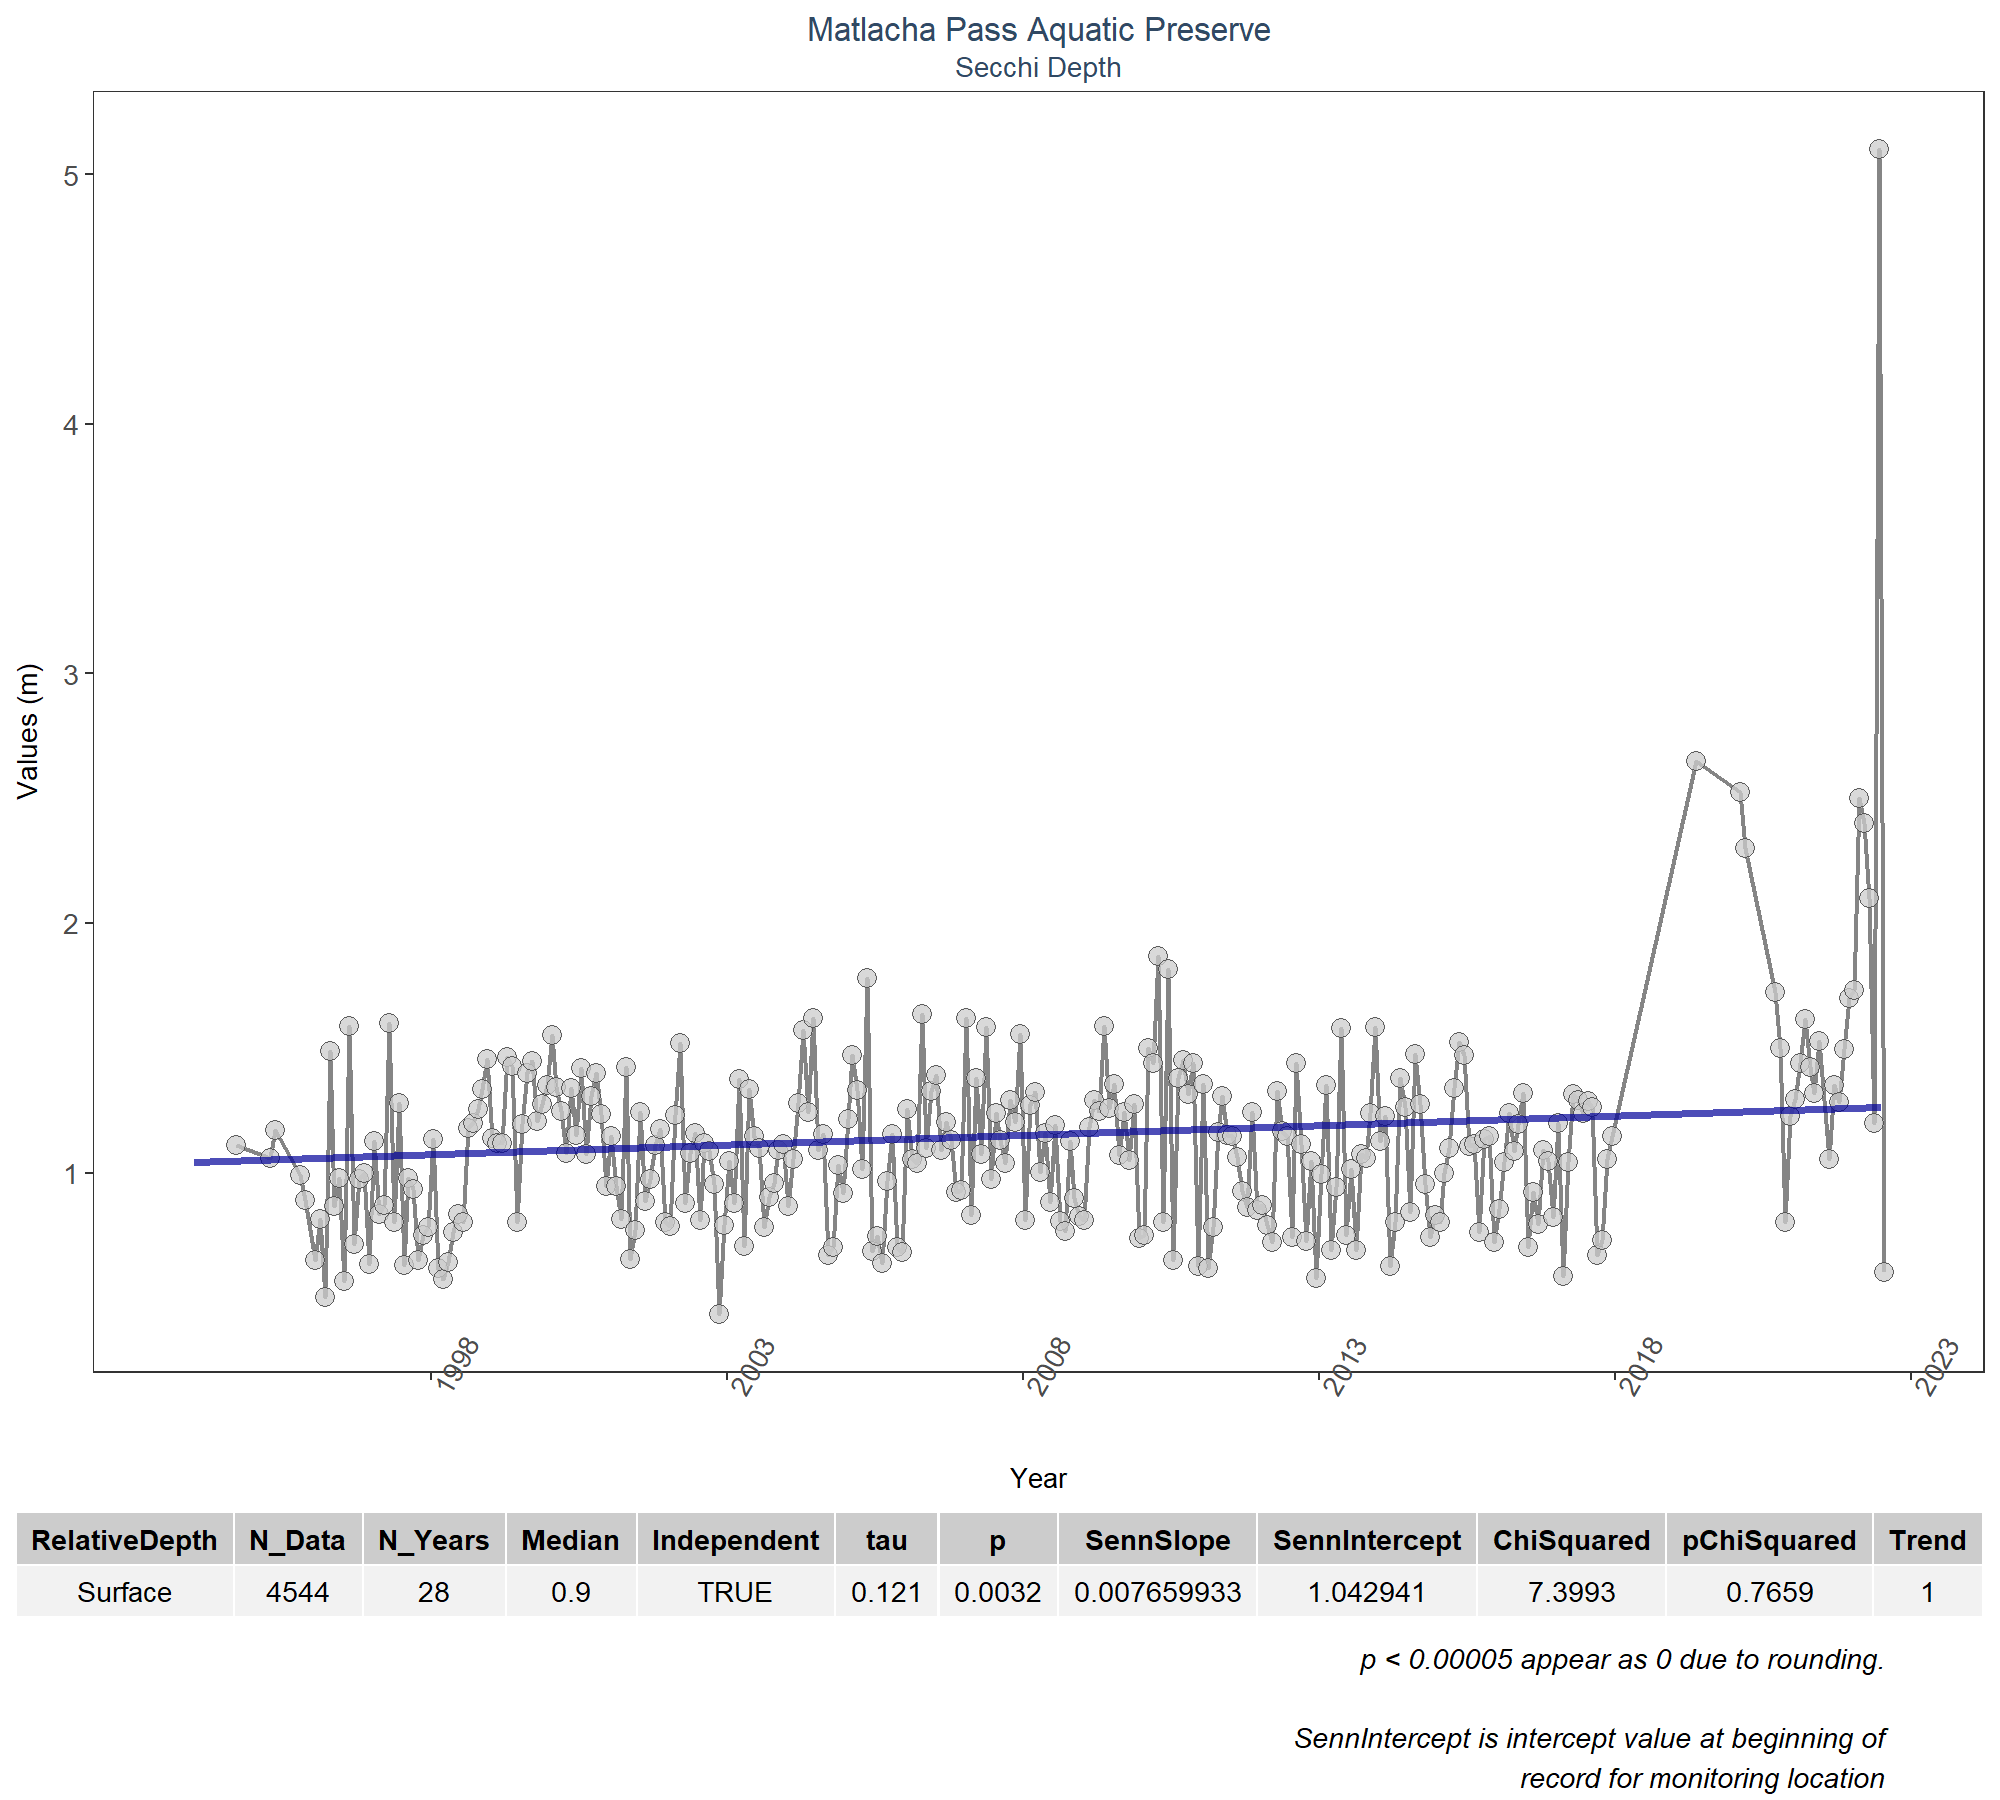 Matlacha Pass Aquatic Preserve
Secchi Depth
5
4
3
2
1
Values (m)
1998 2003 2008 2013 2018 2023
Year
RelativeDepth N_Data N_Years Median Independent tau p SennSlope SennIntercept ChiSquared pChiSquared Trend
Surface 4544 28 0.9 TRUE 0.121 0.0032 0.007659933 1.042941 7.3993 0.7659 1
p < 0.00005 appear as 0 due to rounding.
SennIntercept is intercept value at beginning of
record for monitoring location